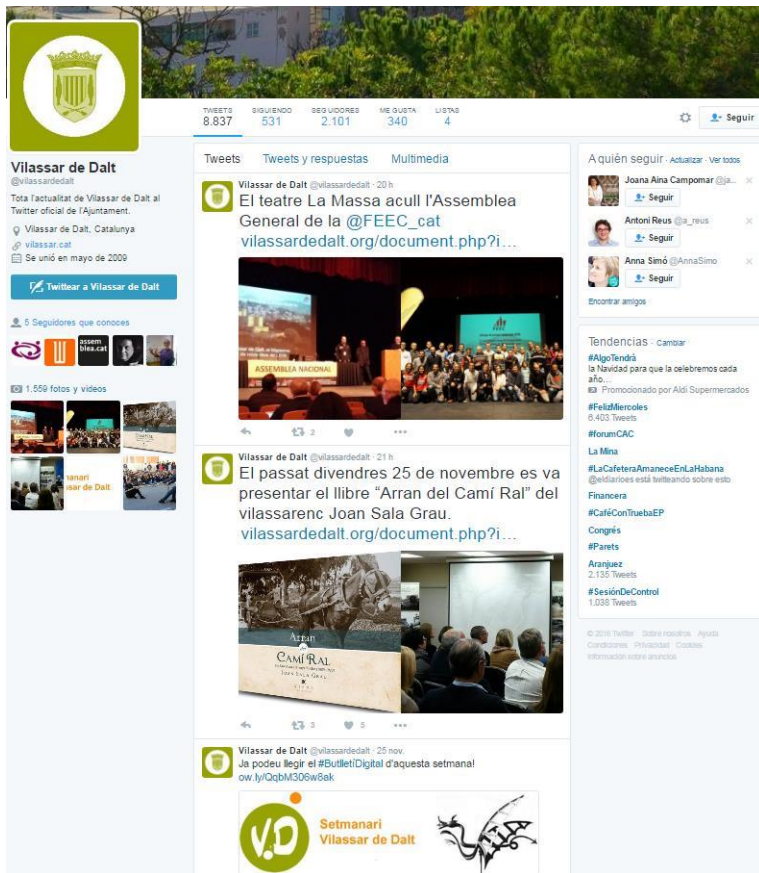 TWEETS
8.837
SIGUIENDO
531
SEGUIDORES
2.101
ME GUSTA
340
LISTAS
4
Seguir
Vilassar de Dalt
@vilassardedalt
Tota l'actualitat de Vilassar de Dalt al
Twitter oficial de l'Ajuntament.
Vilassar de Dalt, Catalunya
vilassar.cat
Se unió en mayo de 2009
Twittear a Vilassar de Dalt
5 Seguidores que conoces
assem
blea.cat
1.559 fotos y videos
Tweets Tweets y respuestas Multimedia
Vilassar de Dalt @vilassardedalt · 20 h
El teatre La Massa acull l'Assemblea
General de la @FEEC_cat
vilassardedalt.org/document.php?i…
ASSEMBLEA NACIONAL
2
Vilassar de Dalt @vilassardedalt · 21 h
El passat divendres 25 de novembre es va
presentar el llibre “Arran del Camí Ral” del
vilassarenc Joan Sala Grau.
vilassardedalt.org/document.php?i…
Arran
CAMÍ RAL
JOAN SALA GRAU
3 5
Vilassar de Dalt @vilassardedalt · 25 nov.
Ja podeu llegir el #ButlletíDigital d'aquesta setmana!
ow.ly/QqbM306w8ak
V.D
Setmanari
Vilassar de Dalt
A quién seguir · Actualizar · Ver todos
Joana Aina Campomar @ja...
Seguir
Antoni Reus @a_reus
Seguir
Anna Simó @AnnaSimo
Seguir
Encontrar amigos
Tendencias · Cambiar
#AlgoTendrà
la Navidad para que la celebremos cada
año...
Promocionado por Aldi Supermercados
#FelizMiercoles
6.403 Tweets
#forumCAC
La Mina
#LaCafeteraAmaneceEnLaHabana
@eldiarioes está twitteando sobre esto
Financera
#CaféConTruebaEP
Congrés
#Parets
Aranjuez
2.135 Tweets
#SesiónDeControl
1.038 Tweets
© 2016 Twitter Sobre nosotros Ayuda
Condiciones Privacidad Cookies
Información sobre anuncios